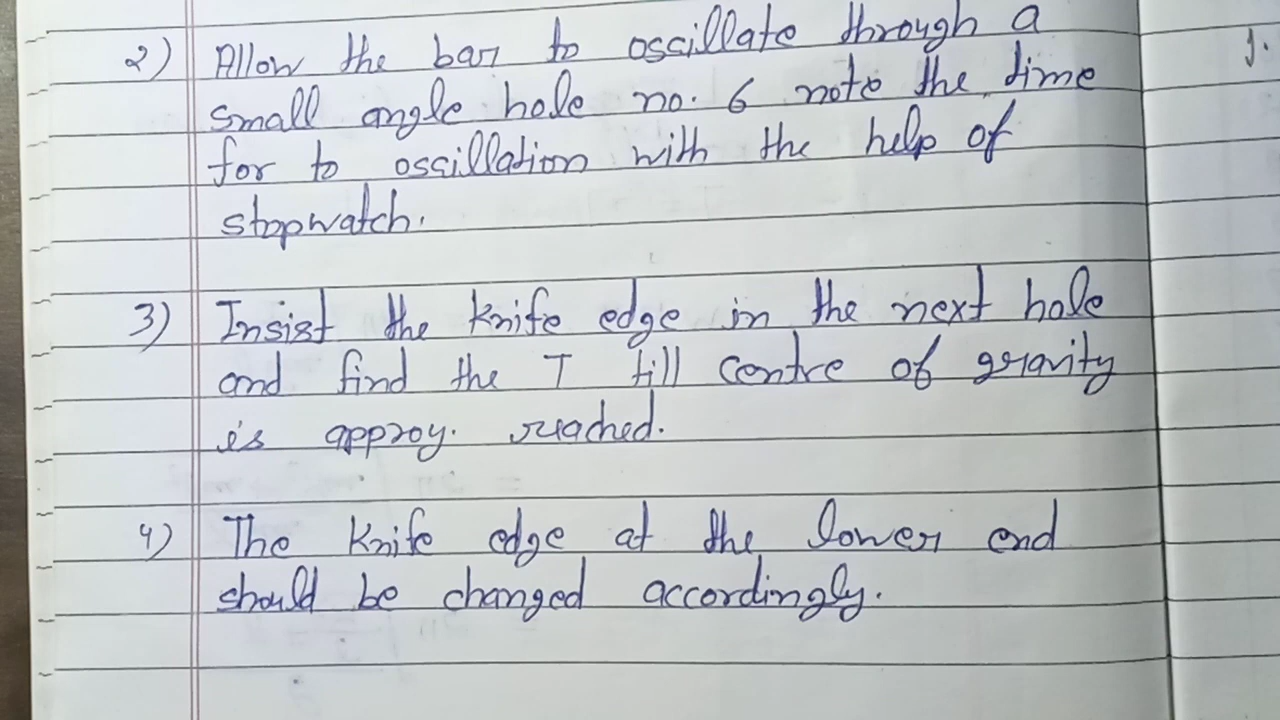 2) Allow the bar to oscillate through a
small angle hole no. 6 note the time
for to oscillation with the help of
stopwatch.
3) Insist the knife edge in the next hole
and find the T till centre of gravity
is approy. reached.
4) The knife edge at the lower end
should be changed accordingly.